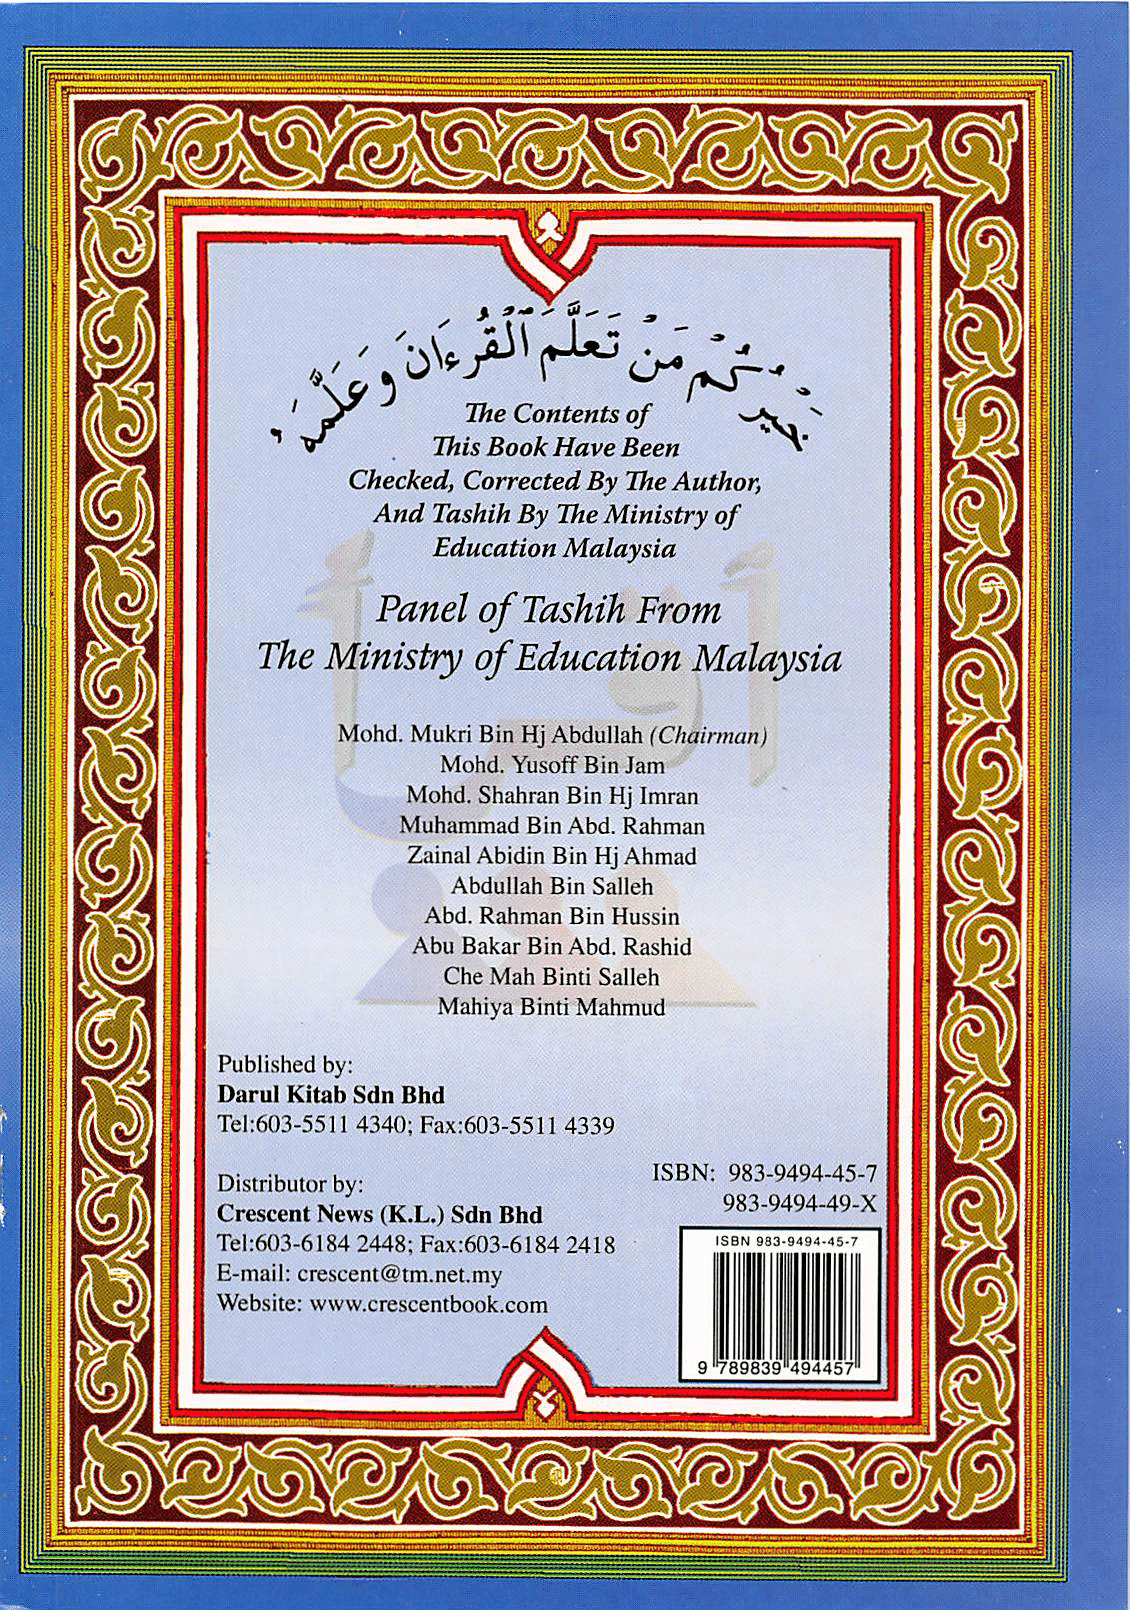 خَيْرُكُمْ مَنْ تَعَلَّمَ ٱلْقُرْءَانَ وَعَلَّمَهُ
The Contents of
This Book Have Been
Checked, Corrected By The Author,
And Tashih By The Ministry of
Education Malaysia
Panel of Tashih From
The Ministry of Education Malaysia
Mohd. Mukri Bin Hj Abdullah (Chairman)
Mohd. Yusoff Bin Jam
Mohd. Shahran Bin Hj Imran
Muhammad Bin Abd. Rahman
Zainal Abidin Bin Hj Ahmad
Abdullah Bin Salleh
Abd. Rahman Bin Hussin
Abu Bakar Bin Abd. Rashid
Che Mah Binti Salleh
Mahiya Binti Mahmud
Published by:
Darul Kitab Sdn Bhd
Tel:603-5511 4340; Fax:603-5511 4339
Distributor by:
Crescent News (K.L.) Sdn Bhd
Tel:603-6184 2448; Fax:603-6184 2418
E-mail: crescent@tm.net.my
Website: www.crescentbook.com
ISBN: 983-9494-45-7
983-9494-49-X
ISBN 983-9494-45-7
9 789839 494457
اقرأ